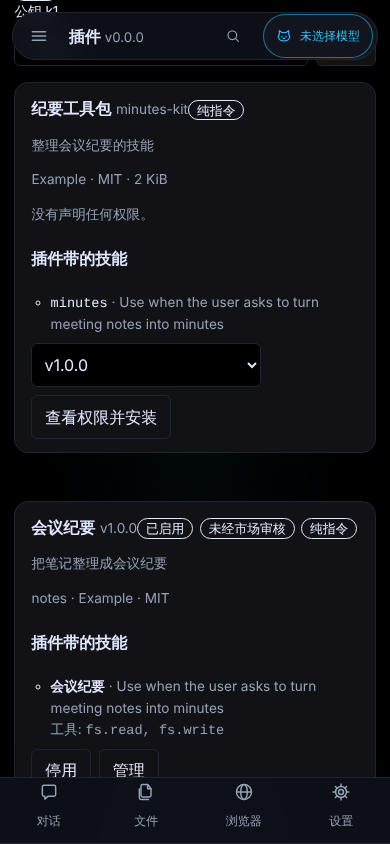 公钥 k1
插件 v0.0.0
未选择模型
纪要工具包 minutes-kit 纯指令
整理会议纪要的技能
Example · MIT · 2 KiB
没有声明任何权限。
插件带的技能
minutes · Use when the user asks to turn
meeting notes into minutes
v1.0.0
查看权限并安装
会议纪要 v1.0.0 已启用 未经市场审核 纯指令
把笔记整理成会议纪要
notes · Example · MIT
插件带的技能
会议纪要 · Use when the user asks to turn
meeting notes into minutes
工具: fs.read, fs.write
停用 管理
对话 文件 浏览器 设置